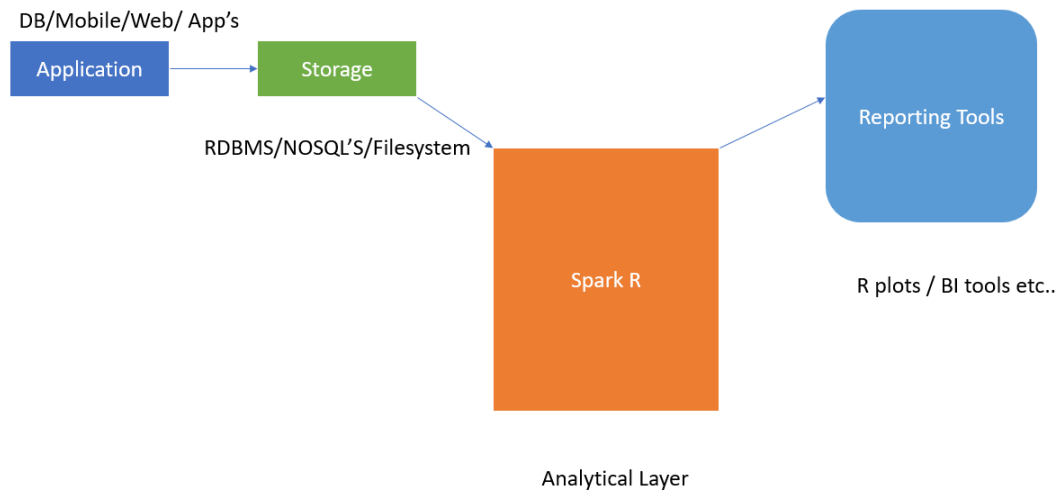 DB/Mobile/Web/ App’s
Application
Storage
RDBMS/NOSQL’S/Filesystem
Spark R
Analytical Layer
Reporting Tools
R plots / BI tools etc..